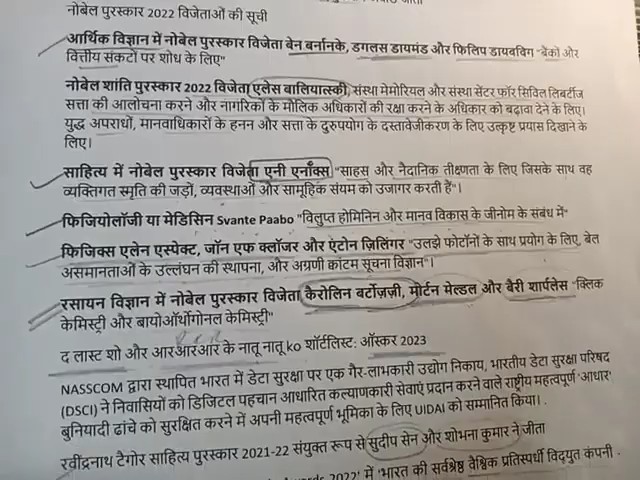 नोबेल पुरस्कार 2022 विजेताओं की सूची
आर्थिक विज्ञान में नोबेल पुरस्कार विजेता बेन बर्नानके, डगलस डायमंड और फिलिप डायबविग "बैंकों और
वित्तीय संकटों पर शोध के लिए"
नोबेल शांति पुरस्कार 2022 विजेता एलेस बालियात्स्की, संस्था मेमोरियल और संस्था सेंटर फॉर सिविल लिबर्टीज
सत्ता की आलोचना करने और नागरिकों के मौलिक अधिकारों की रक्षा करने के अधिकार को बढ़ावा देने के लिए।
युद्ध अपराधों, मानवाधिकारों के हनन और सत्ता के दुरुपयोग के दस्तावेजीकरण के लिए उत्कृष्ट प्रयास दिखाने के
लिए।
साहित्य में नोबेल पुरस्कार विजेता एनी एर्नॉक्स "साहस और नैदानिक तीक्ष्णता के लिए जिसके साथ वह
व्यक्तिगत स्मृति की जड़ों, व्यवस्थाओं और सामूहिक संयम को उजागर करती हैं"।
फिजियोलॉजी या मेडिसिन Svante Paabo "विलुप्त होमिनिन और मानव विकास के जीनोम के संबंध में"
फिजिक्स एलेन एस्पेक्ट, जॉन एफ क्लॉजर और एंटोन ज़िलिंगर "उलझे फोटॉनों के साथ प्रयोग के लिए, बेल
असमानताओं के उल्लंघन की स्थापना, और अग्रणी क्वांटम सूचना विज्ञान"।
रसायन विज्ञान में नोबेल पुरस्कार विजेता कैरोलिन बर्टोज़ज़ी, मोर्टन मेल्डल और बैरी शार्पलेस "क्लिक
केमिस्ट्री और बायोऑर्थोगोनल केमिस्ट्री"
द लास्ट शो और आरआरआर के नातू नातू ko शॉर्टलिस्ट: ऑस्कर 2023
NASSCOM द्वारा स्थापित भारत में डेटा सुरक्षा पर एक गैर-लाभकारी उद्योग निकाय, भारतीय डेटा सुरक्षा परिषद
(DSCI) ने निवासियों को डिजिटल पहचान आधारित कल्याणकारी सेवाएं प्रदान करने वाले राष्ट्रीय महत्वपूर्ण 'आधार'
बुनियादी ढांचे को सुरक्षित करने में अपनी महत्वपूर्ण भूमिका के लिए UIDAI को सम्मानित किया।.
रवींद्रनाथ टैगोर साहित्य पुरस्कार 2021-22 संयुक्त रूप से सुदीप सेन और शोभना कुमार ने जीता
2022' में 'भारत की सर्वश्रेष्ठ वैश्विक प्रतिस्पर्धी विद्युत कंपनी -